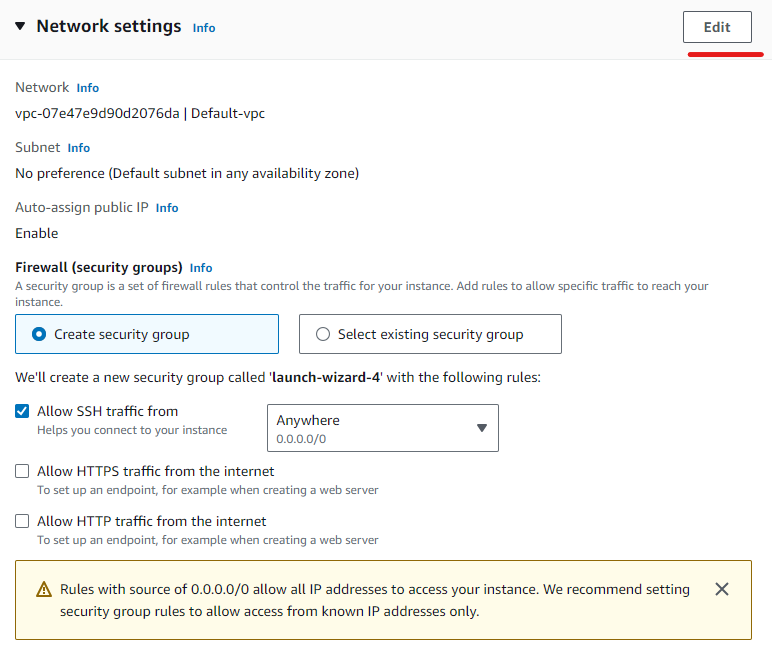 Network settings Info
Edit
Network Info
vpc-07e47e9d90d2076da | Default-vpc
Subnet Info
No preference (Default subnet in any availability zone)
Auto-assign public IP Info
Enable
Firewall (security groups) Info
A security group is a set of firewall rules that control the traffic for your instance. Add rules to allow specific traffic to reach your
instance.
Create security group
Select existing security group
We'll create a new security group called 'launch-wizard-4' with the following rules:
Allow SSH traffic from
Helps you connect to your instance
Anywhere
0.0.0.0/0
Allow HTTPS traffic from the internet
To set up an endpoint, for example when creating a web server
Allow HTTP traffic from the internet
To set up an endpoint, for example when creating a web server
Rules with source of 0.0.0.0/0 allow all IP addresses to access your instance. We recommend setting
security group rules to allow access from known IP addresses only.